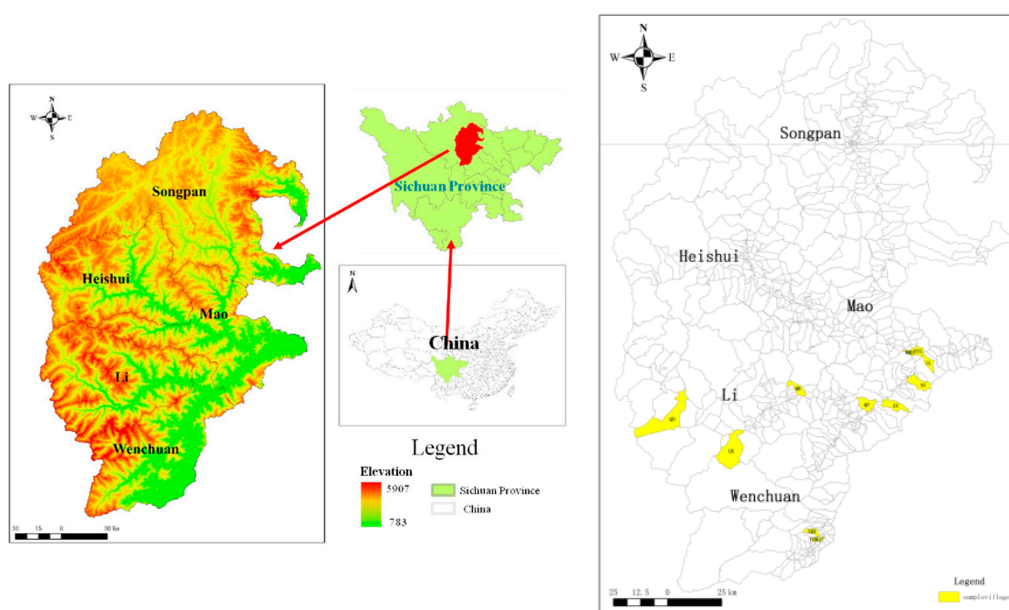 N
W E
S
Songpan
Heishui
Mao
Li
Wenchuan
30 15 0 30 Km
Sichuan Province
N
China
Legend
Elevation
5907
783
Sichuan Province
China
N
W E
S
Songpan
Heishui
Mao
Li
Wenchuan
25 12.5 0 25 km
Legend
samplevillage